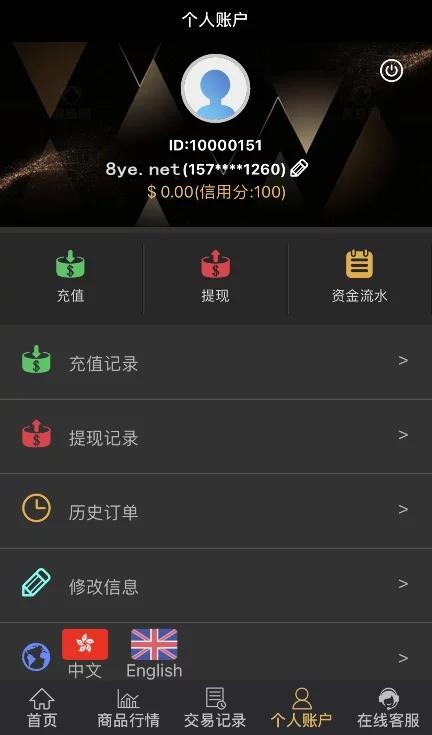 个人账户
ID:10000151
8ye.net(157****1260)
$ 0.00(信用分:100)
充值
提现
资金流水
充值记录 >
提现记录 >
历史订单 >
修改信息 >
中文 English >
首页 商品行情 交易记录 个人账户 在线客服